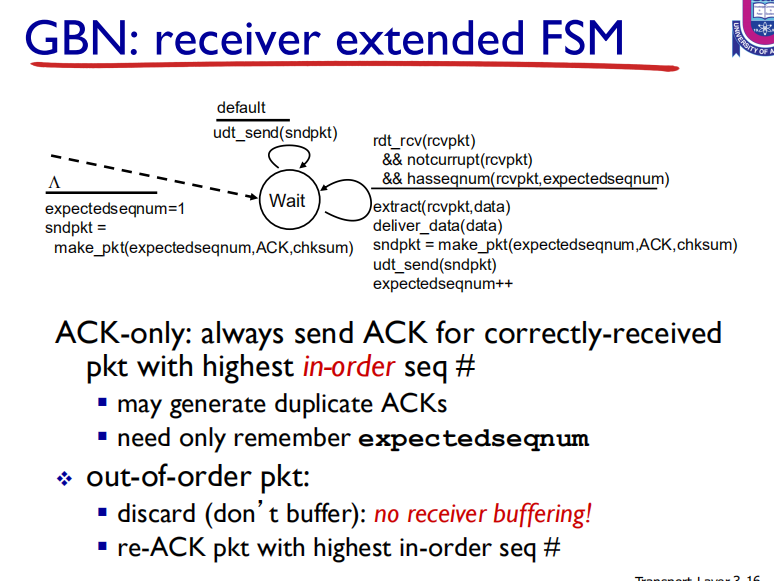 GBN: receiver extended FSM
UNIVERSITY OF A
default
udt_send(sndpkt)
Λ
expectedseqnum=1
sndpkt =
make_pkt(expectedseqnum,ACK,chksum)
Wait
rdt_rcv(rcvpkt)
&& notcurrupt(rcvpkt)
&& hasseqnum(rcvpkt,expectedseqnum)
extract(rcvpkt,data)
deliver_data(data)
sndpkt = make_pkt(expectedseqnum,ACK,chksum)
udt_send(sndpkt)
expectedseqnum++
ACK-only: always send ACK for correctly-received
pkt with highest in-order seq #
▪ may generate duplicate ACKs
▪ need only remember expectedseqnum
❖ out-of-order pkt:
▪ discard (don’t buffer): no receiver buffering!
▪ re-ACK pkt with highest in-order seq #
Transport Layer 3-16